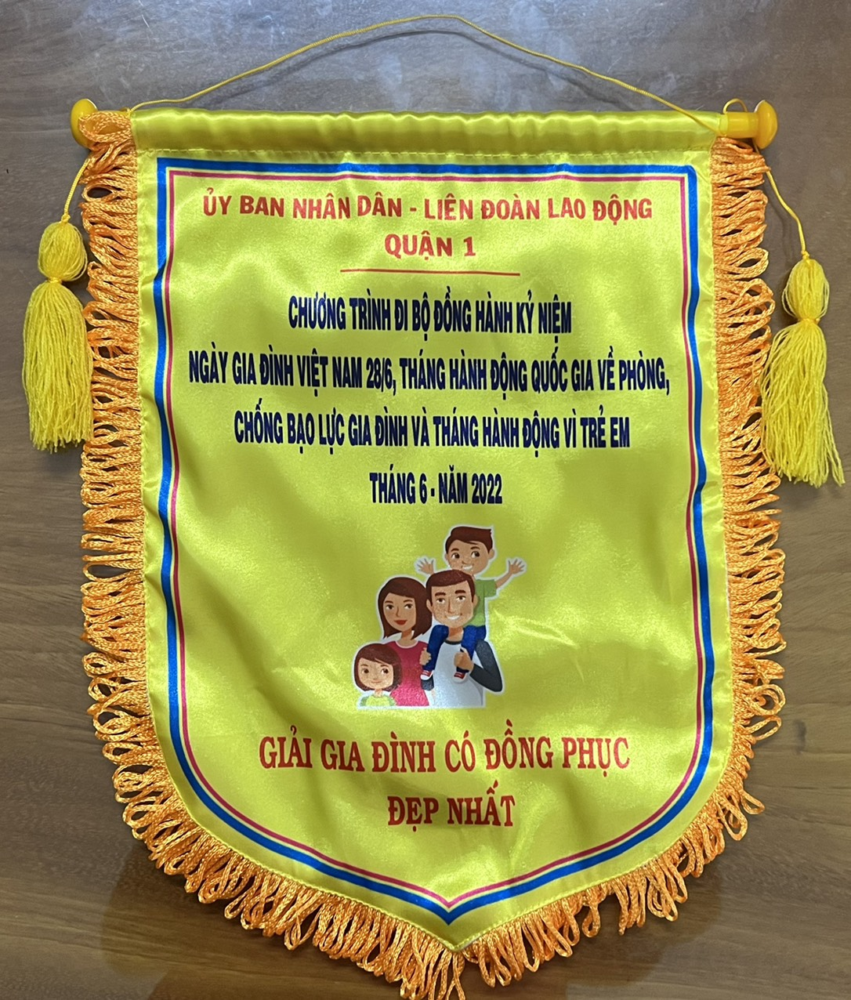 ỦY BAN NHÂN DÂN - LIÊN ĐOÀN LAO ĐỘNG
QUẬN 1
CHƯƠNG TRÌNH ĐI BỘ ĐỒNG HÀNH KỶ NIỆM
NGÀY GIA ĐÌNH VIỆT NAM 28/6, THÁNG HÀNH ĐỘNG QUỐC GIA VỀ PHÒNG,
CHỐNG BẠO LỰC GIA ĐÌNH VÀ THÁNG HÀNH ĐỘNG VÌ TRẺ EM
THÁNG 6 - NĂM 2022
GIẢI GIA ĐÌNH CÓ ĐỒNG PHỤC
ĐẸP NHẤT